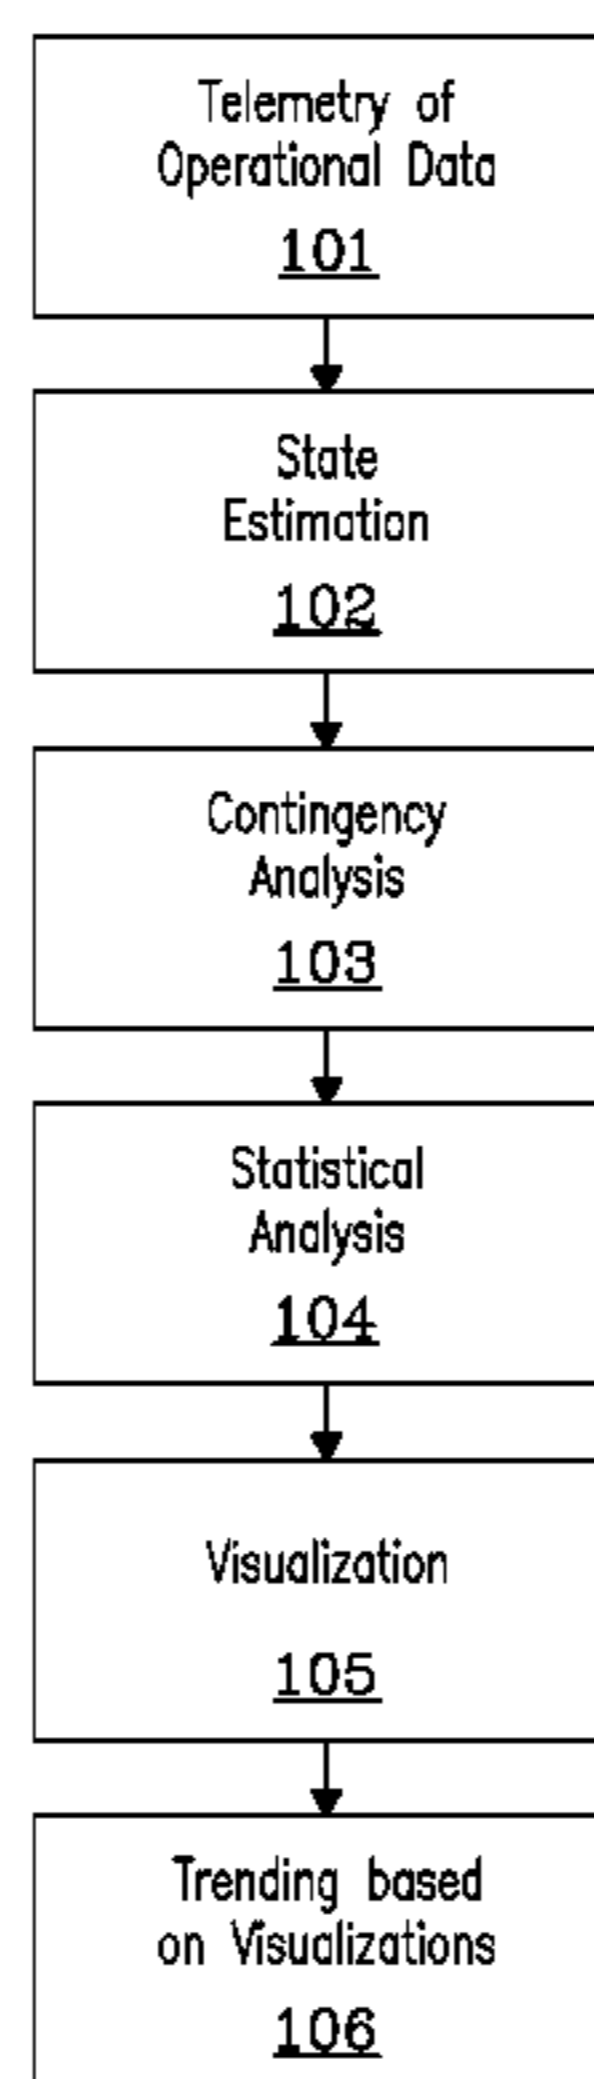 Telemetry of
Operational Data
101
State
Estimation
102
Contingency
Analysis
103
Statistical
Analysis
104
Visualization
105
Trending based
on Visualizations
106